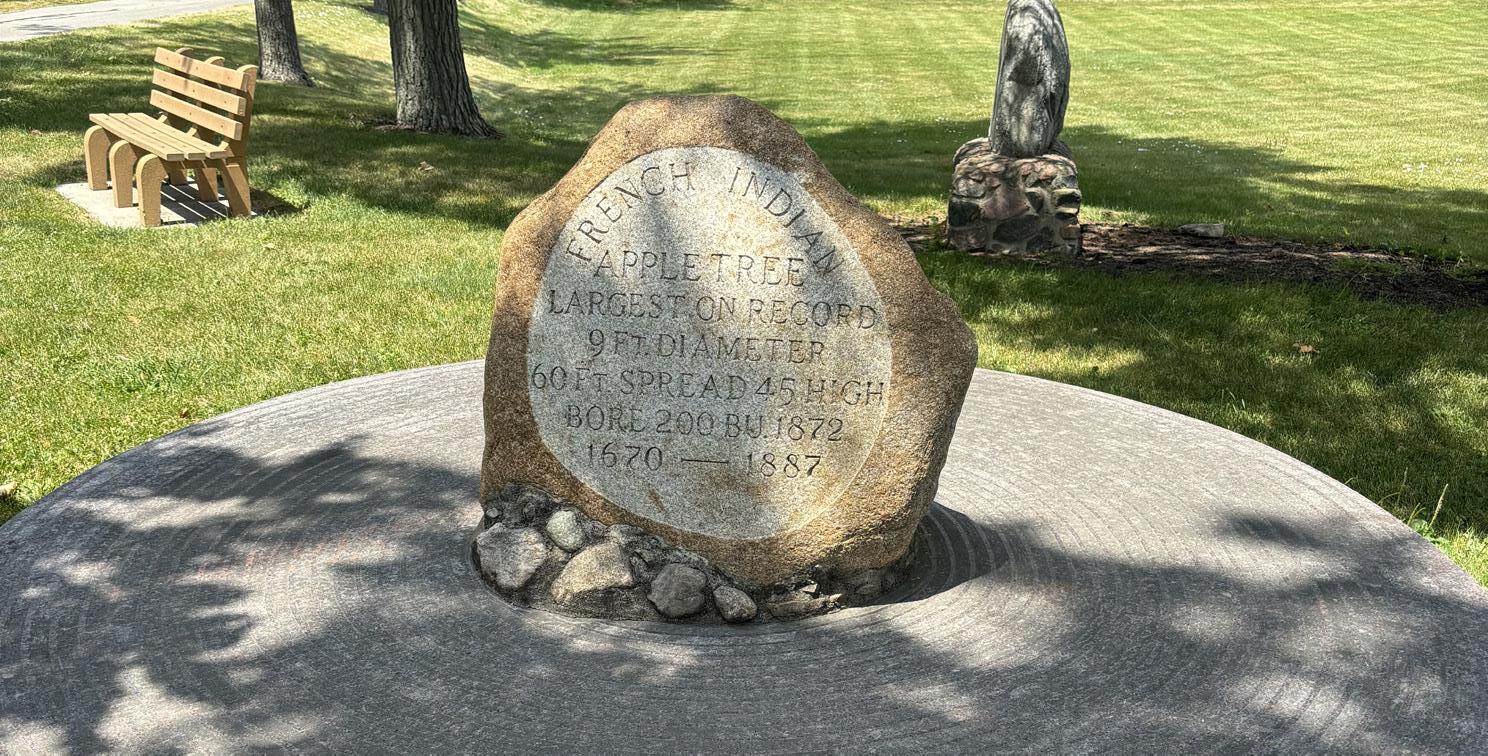 FRENCH INDIAN
APPLE TREE
LARGEST ON RECORD
9 FT. DIAMETER
60 FT. SPREAD 45 HIGH
BORE 200 BU. 1872
1670 — 1887